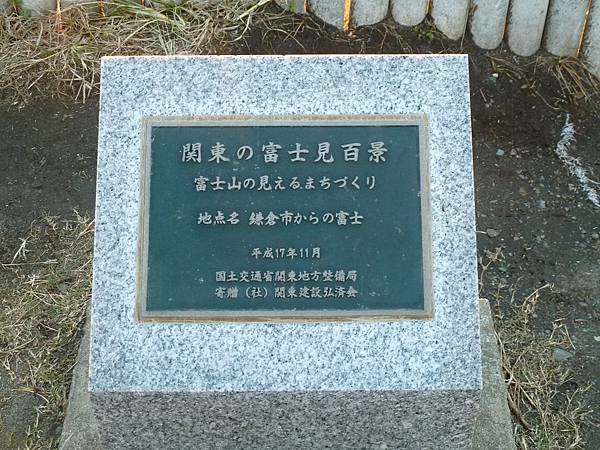 関東の富士見百景
富士山の見えるまちづくり
地点名 鎌倉市からの富士
平成17年11月
国土交通省関東地方整備局
寄贈（社）関東建設弘済会